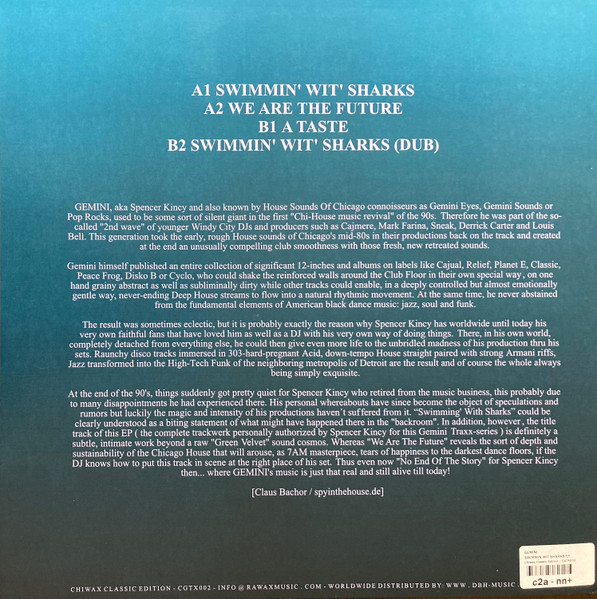 A1 SWIMMIN' WIT' SHARKS
A2 WE ARE THE FUTURE
B1 A TASTE
B2 SWIMMIN' WIT' SHARKS (DUB)
GEMINI, aka Spencer Kincy and also known by House Sounds Of Chicago connoisseurs as Gemini Eyes, Gemini Sounds or
Pop Rocks, used to be some sort of silent giant in the first "Chi-House music revival" of the 90s. Therefore he was part of the so-
called "2nd wave" of younger Windy City DJs and producers such as Cajmere, Mark Farina, Sneak, Derrick Carter and Louis
Bell. This generation took the early, rough House sounds of Chicago's mid-80s in their productions back on the track and created
at the end an unusually compelling club smoothness with those fresh, new retreated sounds.
Gemini himself published an entire collection of significant 12-inches and albums on labels like Cajual, Relief, Planet E, Classic,
Peace Frog, Disko B or Cyclo, who could shake the reinforced walls around the Club Floor in their own special way, on one
hand grainy abstract as well as subliminally dirty while other tracks could enable, in a deeply controlled but almost emotionally
gentle way, never-ending Deep House streams to flow into a natural rhythmic movement. At the same time, he never abstained
from the fundamental elements of American black dance music: jazz, soul and funk.
The result was sometimes eclectic, but it is probably exactly the reason why Spencer Kincy has worldwide until today his
very own faithful fans that have loved him as well as a DJ with his very own way of doing things. There, in his own world,
completely detached from everything else, he could then give even more life to the unbridled madness of his production thru his
sets. Raunchy disco tracks immersed in 303-hard-pregnant Acid, down-tempo House straight paired with strong Armani riffs,
Jazz transformed into the High-Tech Funk of the neighboring metropolis of Detroit are the result and of course the whole always
being simply exquisite.
At the end of the 90's, things suddenly got pretty quiet for Spencer Kincy who retired from the music business, this probably due
to many disappointments he had experienced there. His personal whereabouts have since become the object of speculations and
rumors but luckily the magic and intensity of his productions haven´t suffered from it. “Swimming' With Sharks” could be
clearly understood as a biting statement of what might have happened there in the "backroom". In addition, however, the title
track of this EP ( the complete trackwerk personally authorized by Spencer Kincy for this Gemini Traxx-series ) is definitely a
subtle, intimate work beyond a raw "Green Velvet" sound cosmos. Whereas "We Are The Future" reveals the sort of depth and
sustainability of the Chicago House that will arouse, as 7AM masterpiece, tears of happiness to the darkest dance floors, if the
DJ knows how to put this track in scene at the right place of his set. Thus even now "No End Of The Story" for Spencer Kincy
then... where GEMINI's music is just that real and still alive till today!
[Claus Bachor / spyinthehouse.de]
CHIWAX CLASSIC EDITION - CGTX002 - INFO @ RAWAXMUSIC . COM - WORLDWIDE DISTRIBUTED BY: WWW . DBH-MUSIC
c2a - nn+